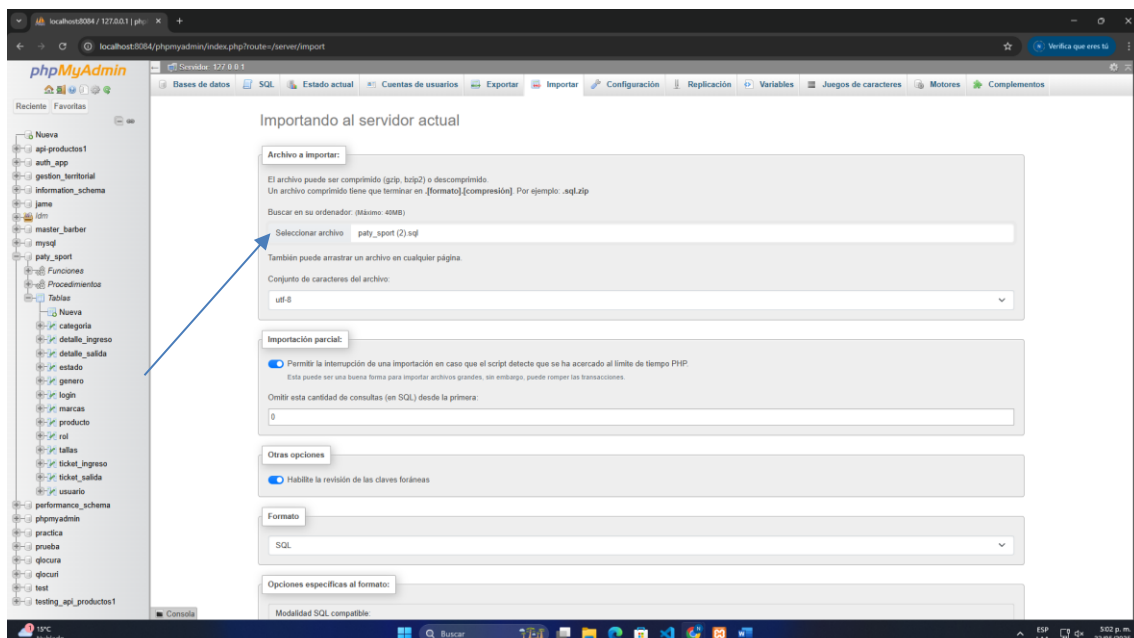 localhost:8084 / 127.0.0.1 | php
localhost:8084/phpmyadmin/index.php?route=/server/import
Verifica que eres tú
phpMyAdmin
Reciente Favoritas
Nueva
api-productos1
auth_app
gestion_territorial
information_schema
jame
ldm
master_barber
mysql
paty_sport
Funciones
Procedimientos
Tablas
Nueva
categoria
detalle_ingreso
detalle_salida
estado
genero
login
marcas
producto
rol
tallas
ticket_ingreso
ticket_salida
usuario
performance_schema
phpmyadmin
practica
prueba
qlocura
qlocuri
test
testing_api_productos1
Servidor: 127.0.0.1
Bases de datos SQL Estado actual Cuentas de usuarios Exportar Importar Configuración Replicación Variables Juegos de caracteres Motores Complementos
Importando al servidor actual
Archivo a importar:
El archivo puede ser comprimido (gzip, bzip2) o descomprimido.
Un archivo comprimido tiene que terminar en .[formato].[compresión]. Por ejemplo: .sql.zip
Buscar en su ordenador: (Máximo: 40MB)
Seleccionar archivo paty_sport (2).sql
También puede arrastrar un archivo en cualquier página.
Conjunto de caracteres del archivo:
utf-8
Importación parcial:
Permitir la interrupción de una importación en caso que el script detecte que se ha acercado al límite de tiempo PHP.
Esta puede ser una buena forma para importar archivos grandes, sin embargo, puede romper las transacciones.
Omitir esta cantidad de consultas (en SQL) desde la primera:
0
Otras opciones
Habilite la revisión de las claves foráneas
Formato
SQL
Opciones específicas al formato:
Modalidad SQL compatible:
Consola
15°C
Buscar
ESP
5:02 p. m.